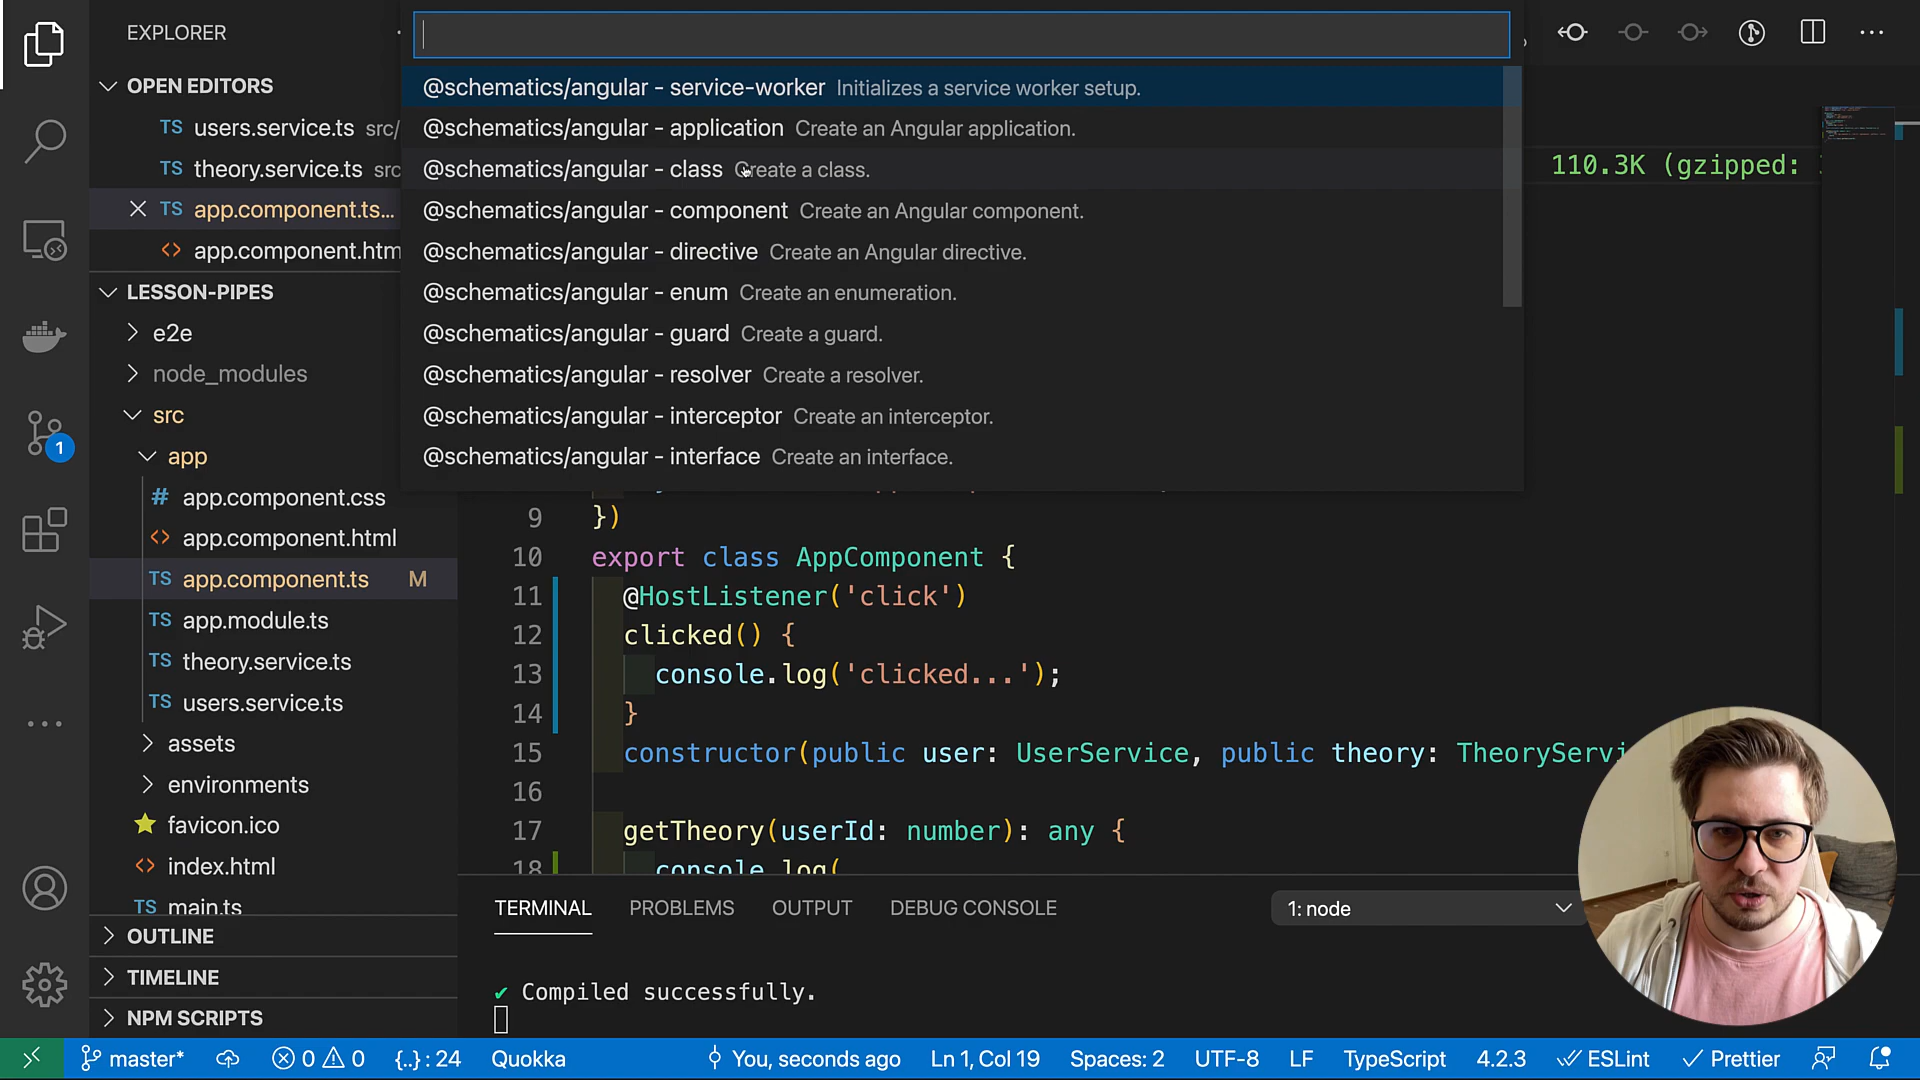 EXPLORER
OPEN EDITORS
TS users.service.ts src/
TS theory.service.ts src
TS app.component.ts...
<> app.component.htm
LESSON-PIPES
e2e
node_modules
src
app
# app.component.css
<> app.component.html
TS app.component.ts M
TS app.module.ts
TS theory.service.ts
TS users.service.ts
assets
environments
favicon.ico
<> index.html
TS main.ts
OUTLINE
TIMELINE
NPM SCRIPTS
1
@schematics/angular - service-worker Initializes a service worker setup.
@schematics/angular - application Create an Angular application.
@schematics/angular - class Create a class.
@schematics/angular - component Create an Angular component.
@schematics/angular - directive Create an Angular directive.
@schematics/angular - enum Create an enumeration.
@schematics/angular - guard Create a guard.
@schematics/angular - resolver Create a resolver.
@schematics/angular - interceptor Create an interceptor.
@schematics/angular - interface Create an interface.
110.3K (gzipped:
9 })
10 export class AppComponent {
11 @HostListener('click')
12 clicked() {
13 console.log('clicked...');
14 }
15 constructor(public user: UserService, public theory: TheoryServi
16
17 getTheory(userId: number): any {
18 console.log(
TERMINAL PROBLEMS OUTPUT DEBUG CONSOLE 1: node
✔ Compiled successfully.
master* 0 0 {..} : 24 Quokka You, seconds ago Ln 1, Col 19 Spaces: 2 UTF-8 LF TypeScript 4.2.3 ESLint Prettier